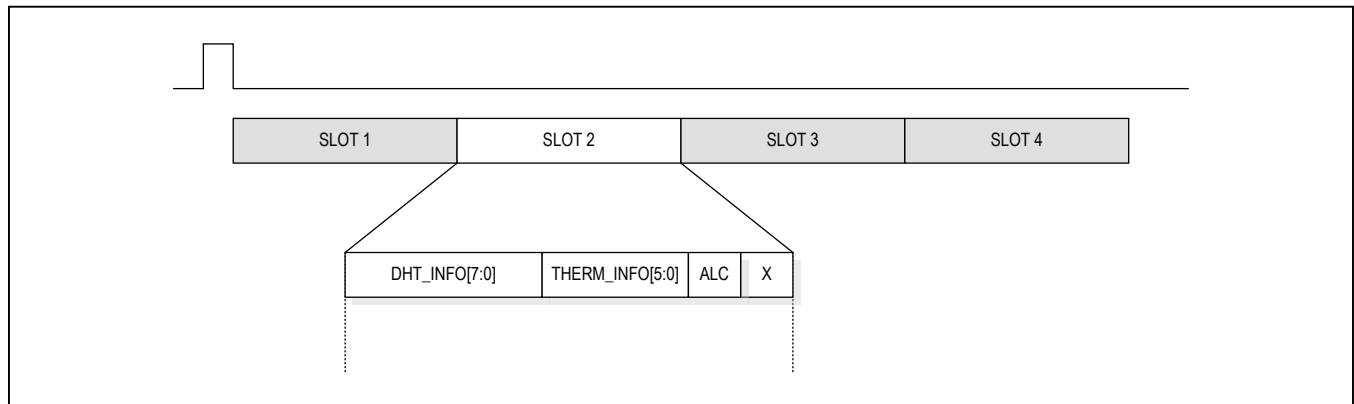 SLOT 1 SLOT 2 SLOT 3 SLOT 4
DHT_INFO[7:0] THERM_INFO[5:0] ALC X